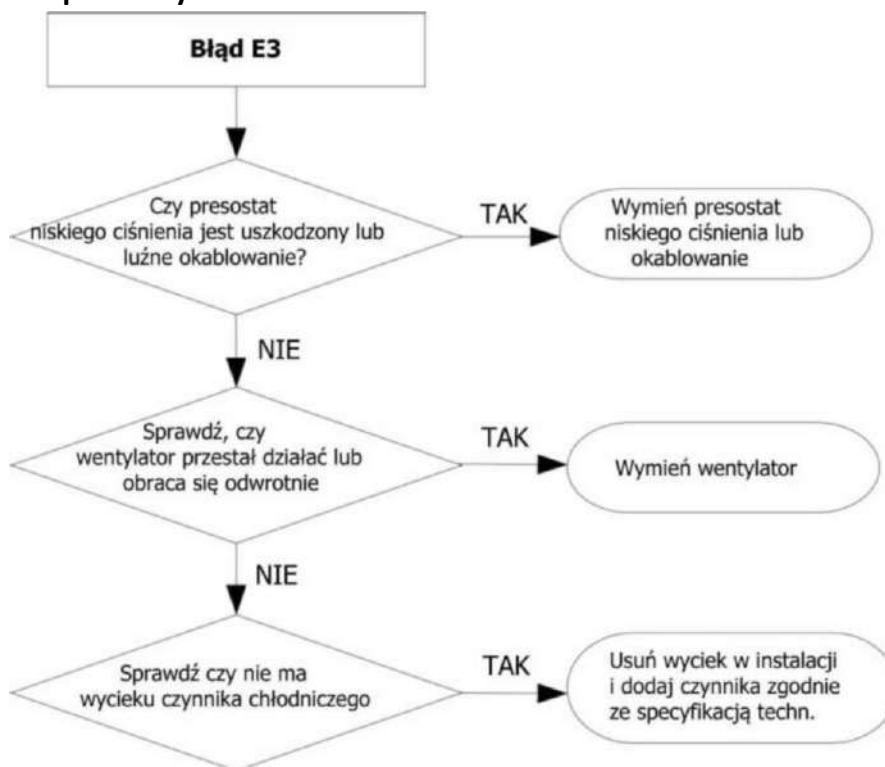 Błąd E3
Czy presostat
niskiego ciśnienia jest uszkodzony lub
luźne okablowanie?
TAK
Wymień presostat
niskiego ciśnienia lub
okablowanie
NIE
Sprawdź, czy
wentylator przestał działać lub
obraca się odwrotnie
TAK
Wymień wentylator
NIE
Sprawdź czy nie ma
wycieku czynnika chłodniczego
TAK
Usuń wyciek w instalacji
i dodaj czynnika zgodnie
ze specyfikacją techn.